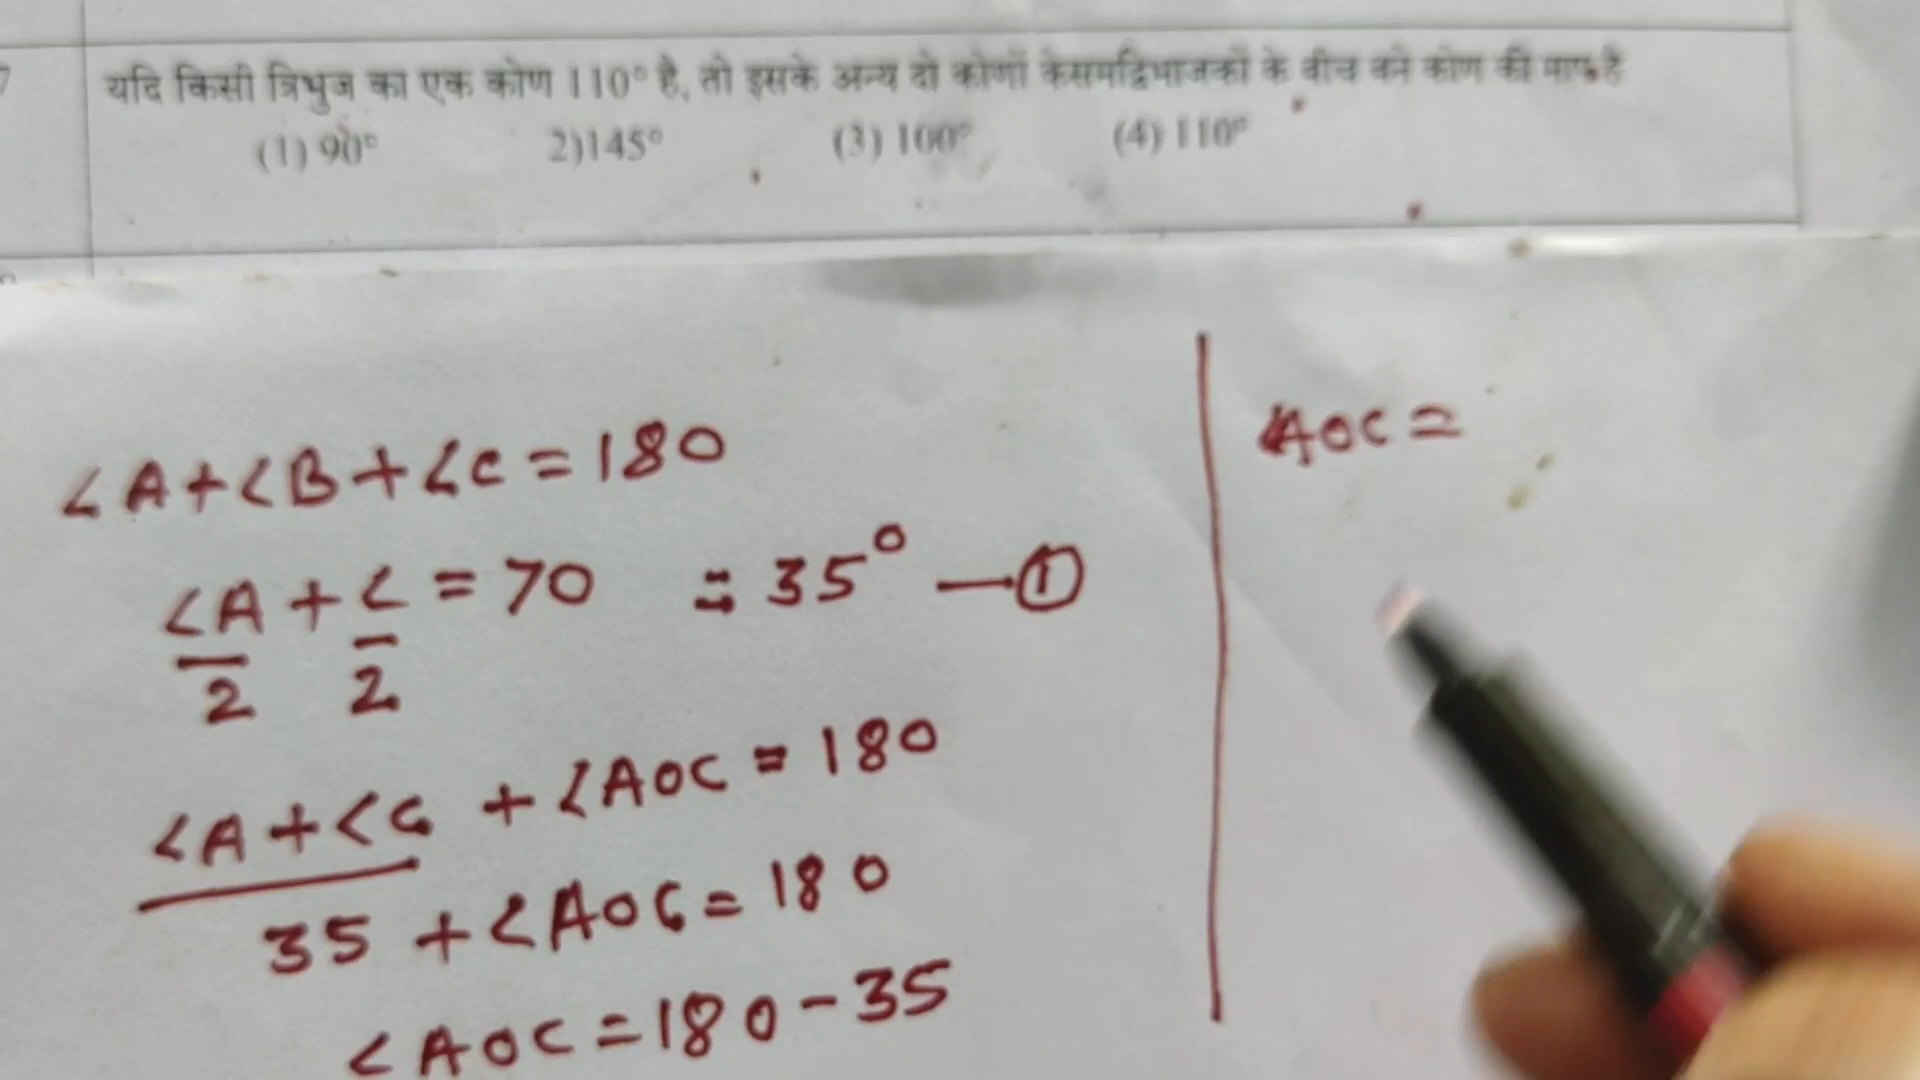 यदि किसी त्रिभुज का एक कोण 110° है, तो इसके अन्य दो कोणों केसमद्विभाजकों के बीच बने कोण की माप है
(1) 90° 2)145° (3) 100° (4) 110°
∠A+∠B+∠C=180
∠A/2 + ∠/2 = 70 = 35° —①
∠A+∠C + ∠AOC = 180
35 + ∠AOC = 180
∠AOC = 180-35
∠AOC =